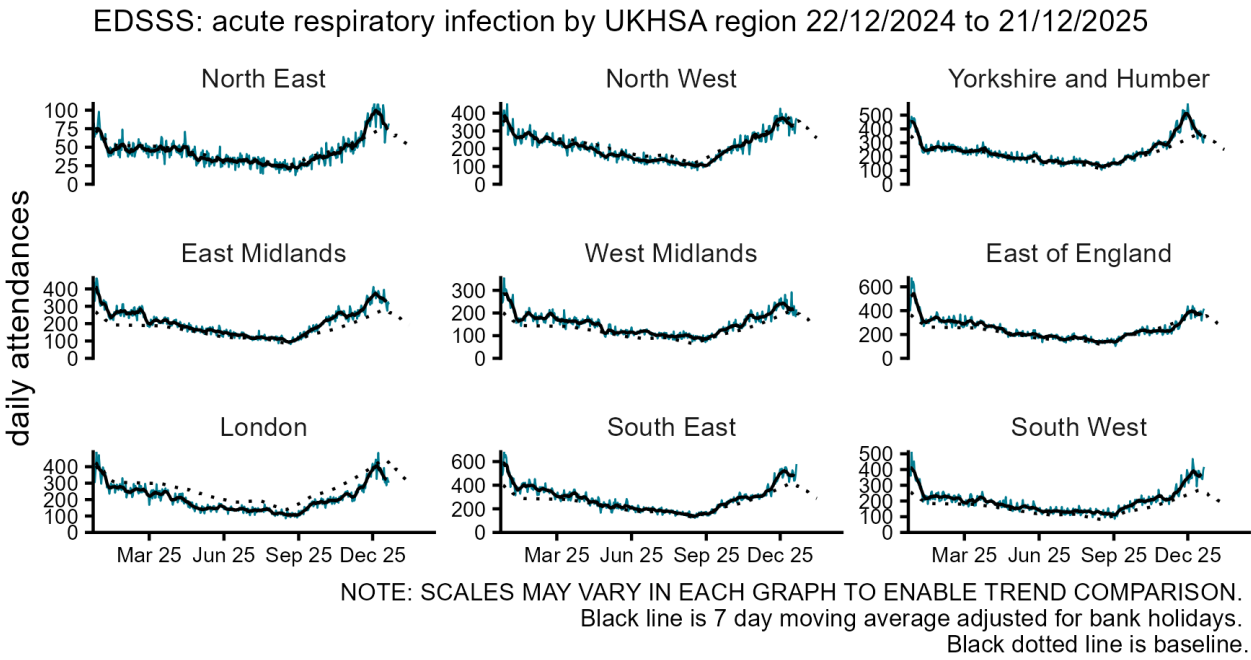 EDSSS: acute respiratory infection by UKHSA region 22/12/2024 to 21/12/2025
daily attendances
North East
100
75
50
25
0
North West
400
300
200
100
0
Yorkshire and Humber
500
400
300
200
100
0
East Midlands
400
300
200
100
0
West Midlands
300
200
100
0
East of England
600
400
200
0
London
400
300
200
100
0
Mar 25 Jun 25 Sep 25 Dec 25
South East
600
400
200
0
Mar 25 Jun 25 Sep 25 Dec 25
South West
500
400
300
200
100
0
Mar 25 Jun 25 Sep 25 Dec 25
NOTE: SCALES MAY VARY IN EACH GRAPH TO ENABLE TREND COMPARISON.
Black line is 7 day moving average adjusted for bank holidays.
Black dotted line is baseline.